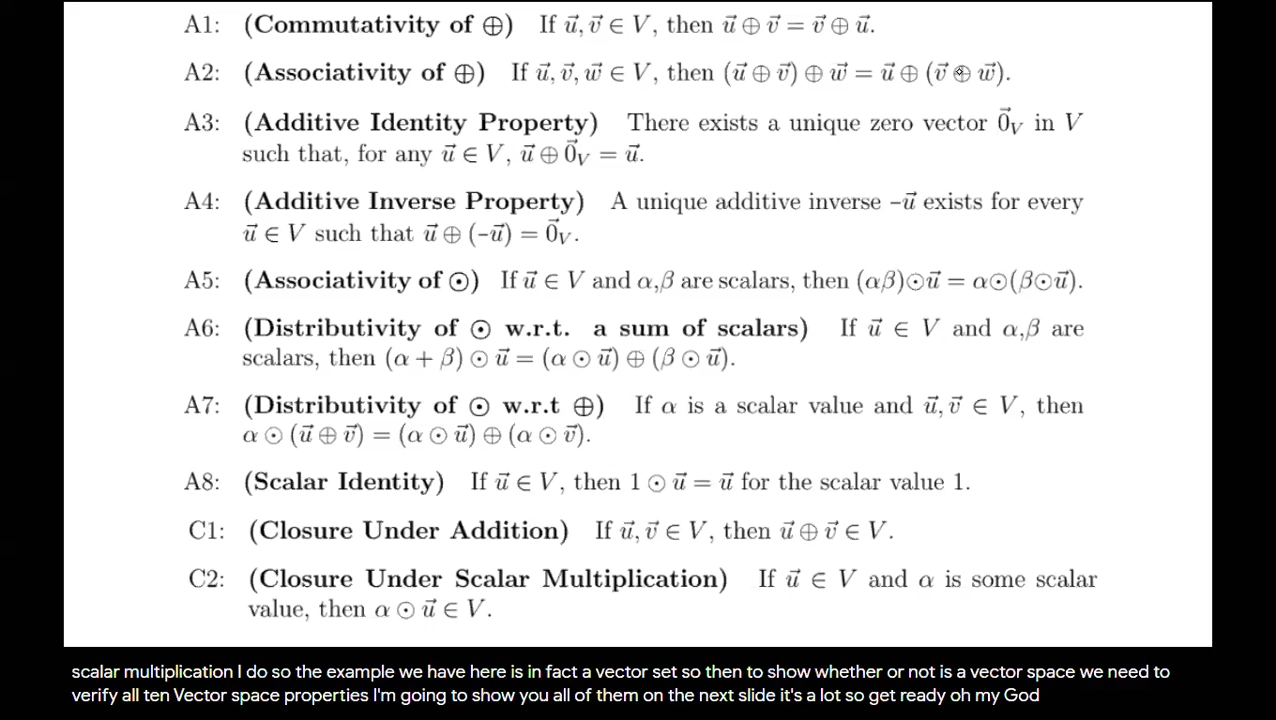 A1: (Commutativity of ⊕) If u⃗, v⃗ ∈ V, then u⃗ ⊕ v⃗ = v⃗ ⊕ u⃗.
A2: (Associativity of ⊕) If u⃗, v⃗, w⃗ ∈ V, then (u⃗ ⊕ v⃗) ⊕ w⃗ = u⃗ ⊕ (v⃗ ⊕ w⃗).
A3: (Additive Identity Property) There exists a unique zero vector 0⃗_V in V
such that, for any u⃗ ∈ V, u⃗ ⊕ 0⃗_V = u⃗.
A4: (Additive Inverse Property) A unique additive inverse -u⃗ exists for every
u⃗ ∈ V such that u⃗ ⊕ (-u⃗) = 0⃗_V.
A5: (Associativity of ⊙) If u⃗ ∈ V and α,β are scalars, then (αβ)⊙u⃗ = α⊙(β⊙u⃗).
A6: (Distributivity of ⊙ w.r.t. a sum of scalars) If u⃗ ∈ V and α,β are
scalars, then (α + β) ⊙ u⃗ = (α ⊙ u⃗) ⊕ (β ⊙ u⃗).
A7: (Distributivity of ⊙ w.r.t ⊕) If α is a scalar value and u⃗, v⃗ ∈ V, then
α ⊙ (u⃗ ⊕ v⃗) = (α ⊙ u⃗) ⊕ (α ⊙ v⃗).
A8: (Scalar Identity) If u⃗ ∈ V, then 1 ⊙ u⃗ = u⃗ for the scalar value 1.
C1: (Closure Under Addition) If u⃗, v⃗ ∈ V, then u⃗ ⊕ v⃗ ∈ V.
C2: (Closure Under Scalar Multiplication) If u⃗ ∈ V and α is some scalar
value, then α ⊙ u⃗ ∈ V.
scalar multiplication I do so the example we have here is in fact a vector set so then to show whether or not is a vector space we need to
verify all ten Vector space properties I'm going to show you all of them on the next slide it's a lot so get ready oh my God